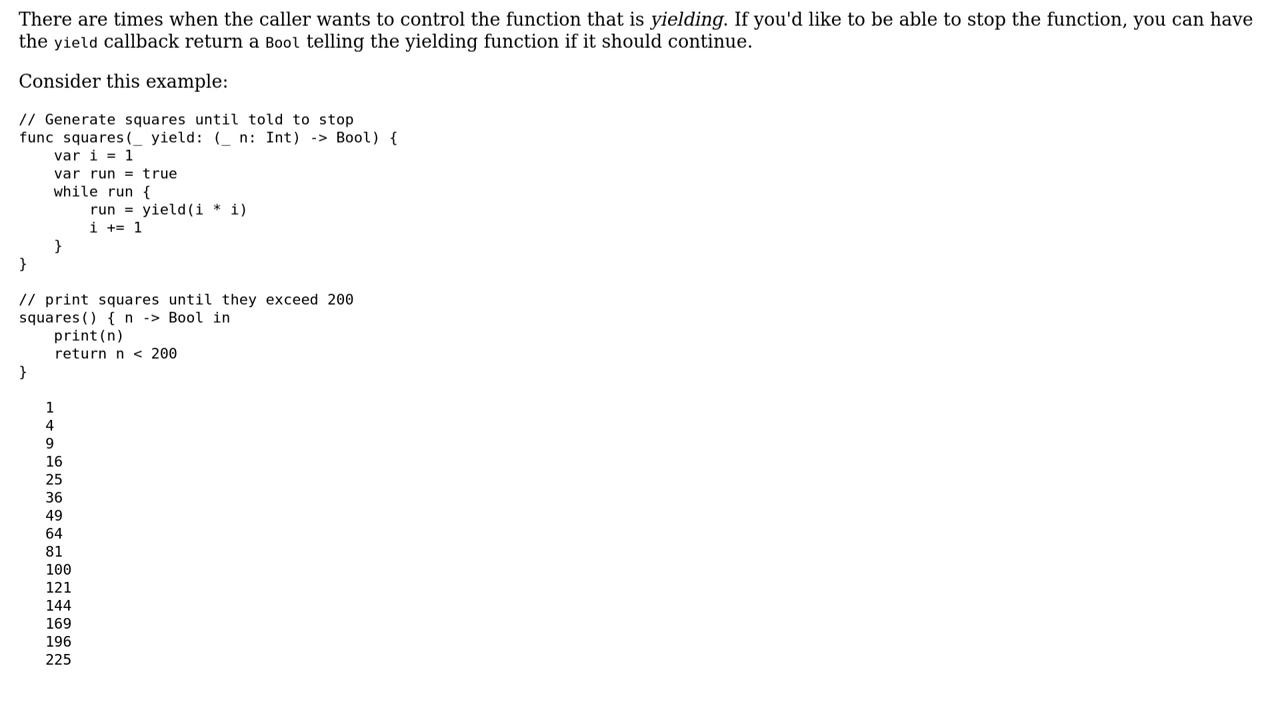 There are times when the caller wants to control the function that is yielding. If you'd like to be able to stop the function, you can have
the yield callback return a Bool telling the yielding function if it should continue.
Consider this example:
// Generate squares until told to stop
func squares(_ yield: (_ n: Int) -> Bool) {
    var i = 1
    var run = true
    while run {
        run = yield(i * i)
        i += 1
    }
}
// print squares until they exceed 200
squares() { n -> Bool in
    print(n)
    return n < 200
}
1
4
9
16
25
36
49
64
81
100
121
144
169
196
225